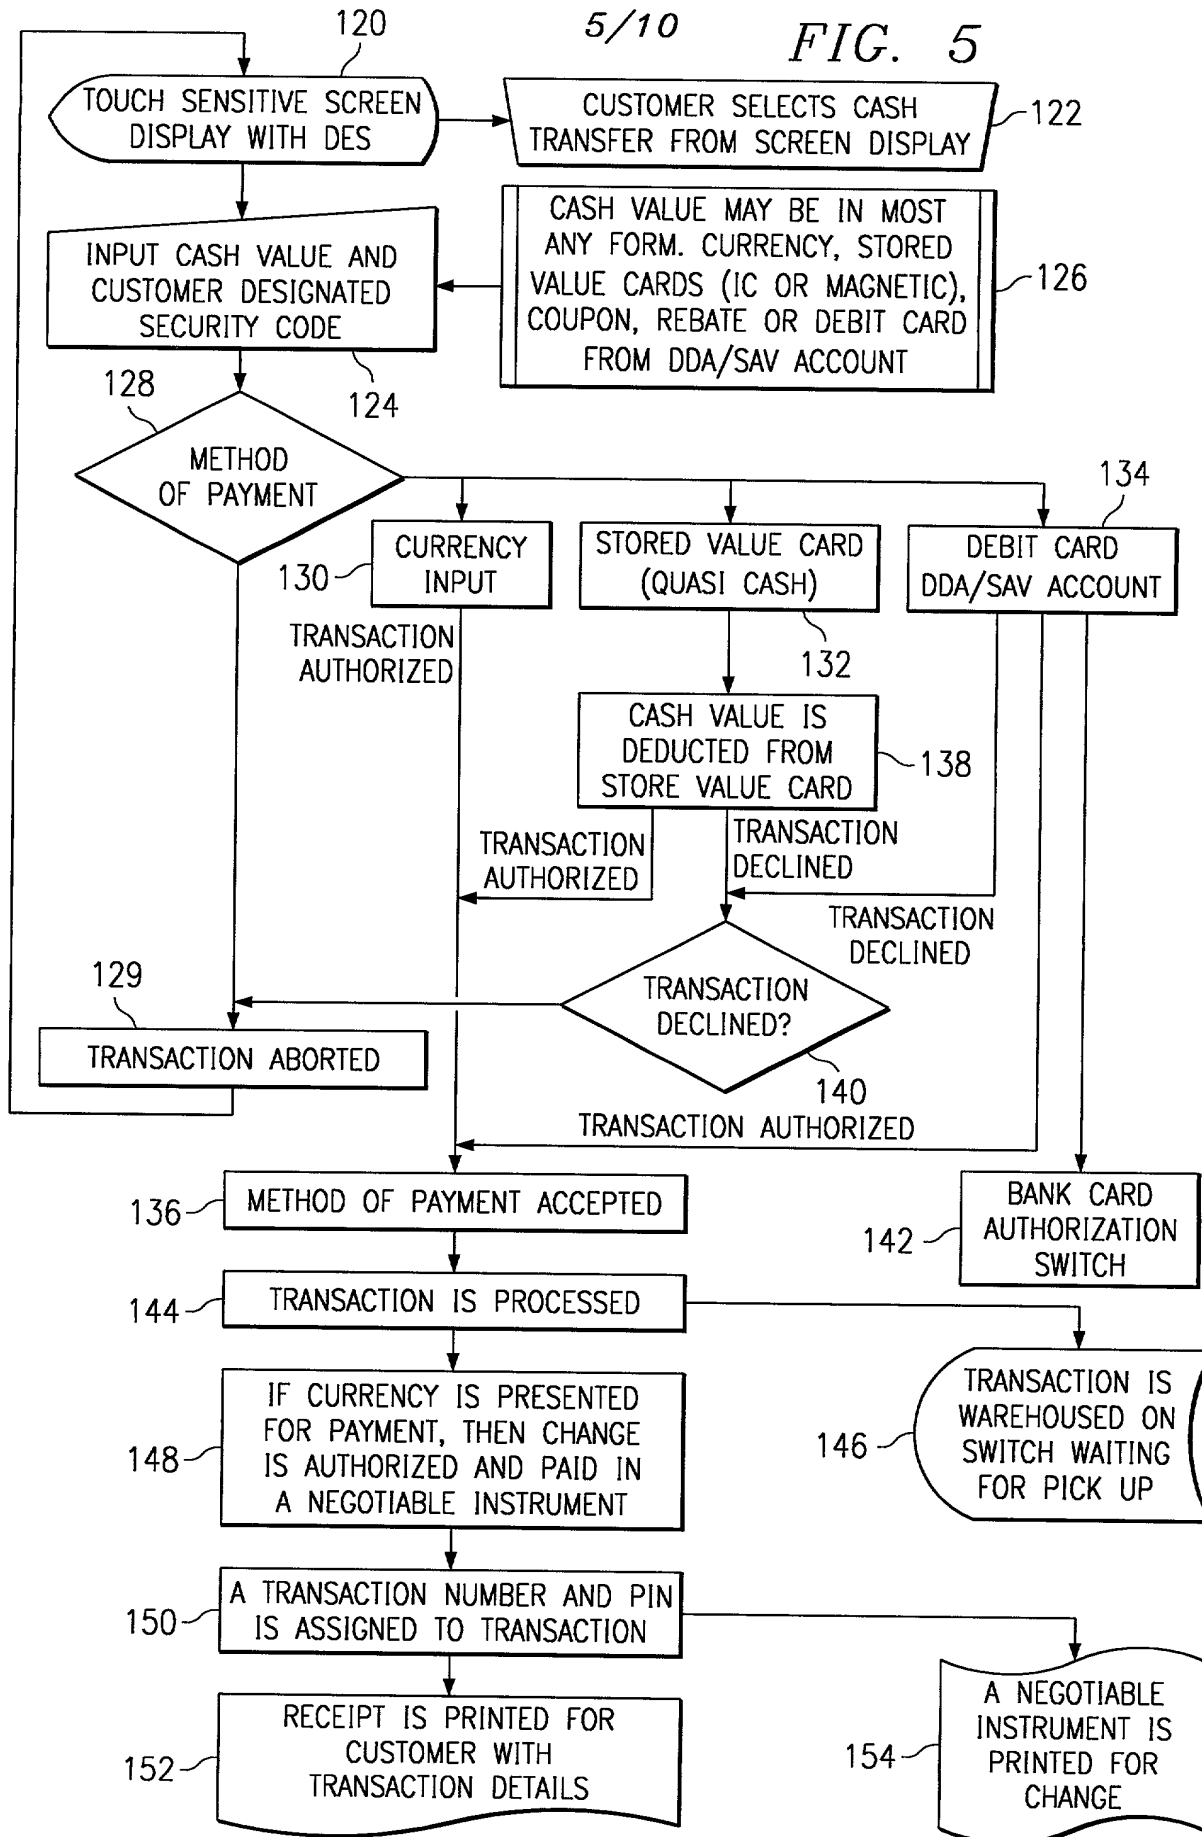 5/10
FIG. 5
120
TOUCH SENSITIVE SCREEN
DISPLAY WITH DES
CUSTOMER SELECTS CASH
TRANSFER FROM SCREEN DISPLAY
122
INPUT CASH VALUE AND
CUSTOMER DESIGNATED
SECURITY CODE
124
CASH VALUE MAY BE IN MOST
ANY FORM. CURRENCY, STORED
VALUE CARDS (IC OR MAGNETIC),
COUPON, REBATE OR DEBIT CARD
FROM DDA/SAV ACCOUNT
126
128
METHOD
OF PAYMENT
CURRENCY
INPUT
130
STORED VALUE CARD
(QUASI CASH)
132
134
DEBIT CARD
DDA/SAV ACCOUNT
TRANSACTION
AUTHORIZED
CASH VALUE IS
DEDUCTED FROM
STORE VALUE CARD
138
TRANSACTION
AUTHORIZED
TRANSACTION
DECLINED
TRANSACTION
DECLINED
129
TRANSACTION ABORTED
TRANSACTION
DECLINED?
140
TRANSACTION AUTHORIZED
136
METHOD OF PAYMENT ACCEPTED
142
BANK CARD
AUTHORIZATION
SWITCH
144
TRANSACTION IS PROCESSED
146
TRANSACTION IS
WAREHOUSED ON
SWITCH WAITING
FOR PICK UP
148
IF CURRENCY IS PRESENTED
FOR PAYMENT, THEN CHANGE
IS AUTHORIZED AND PAID IN
A NEGOTIABLE INSTRUMENT
150
A TRANSACTION NUMBER AND PIN
IS ASSIGNED TO TRANSACTION
152
RECEIPT IS PRINTED FOR
CUSTOMER WITH
TRANSACTION DETAILS
154
A NEGOTIABLE
INSTRUMENT IS
PRINTED FOR
CHANGE